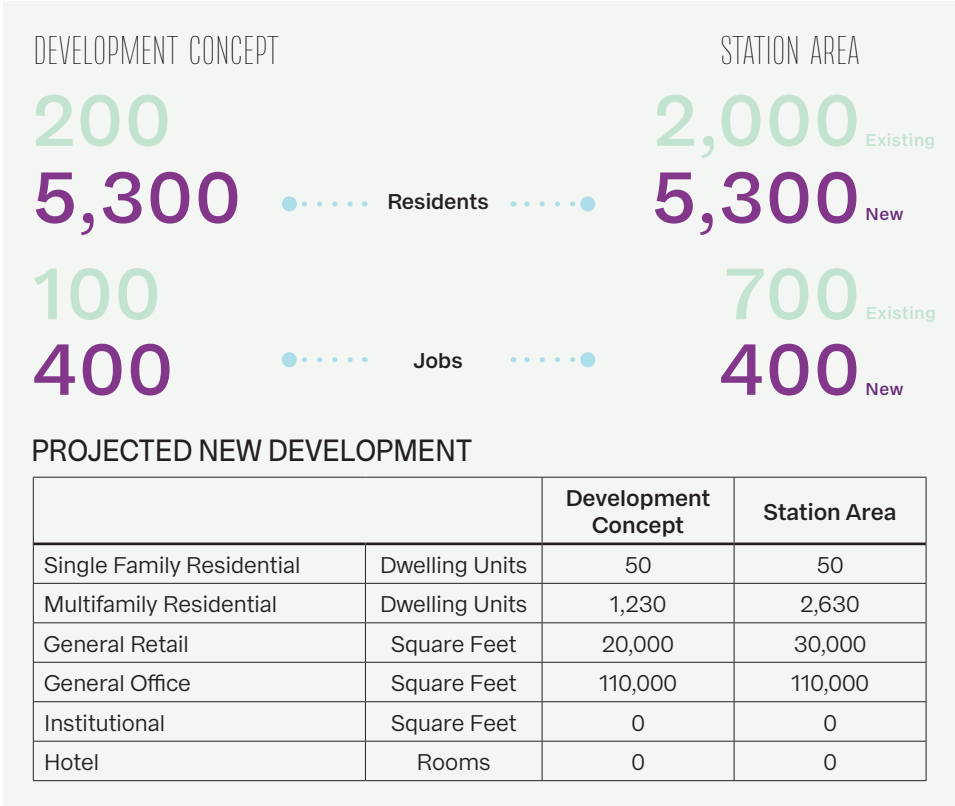 DEVELOPMENT CONCEPT STATION AREA
200 2,000 Existing
5,300 Residents 5,300 New
100 700 Existing
400 Jobs 400 New
PROJECTED NEW DEVELOPMENT
Development Concept Station Area
Single Family Residential Dwelling Units 50 50
Multifamily Residential Dwelling Units 1,230 2,630
General Retail Square Feet 20,000 30,000
General Office Square Feet 110,000 110,000
Institutional Square Feet 0 0
Hotel Rooms 0 0